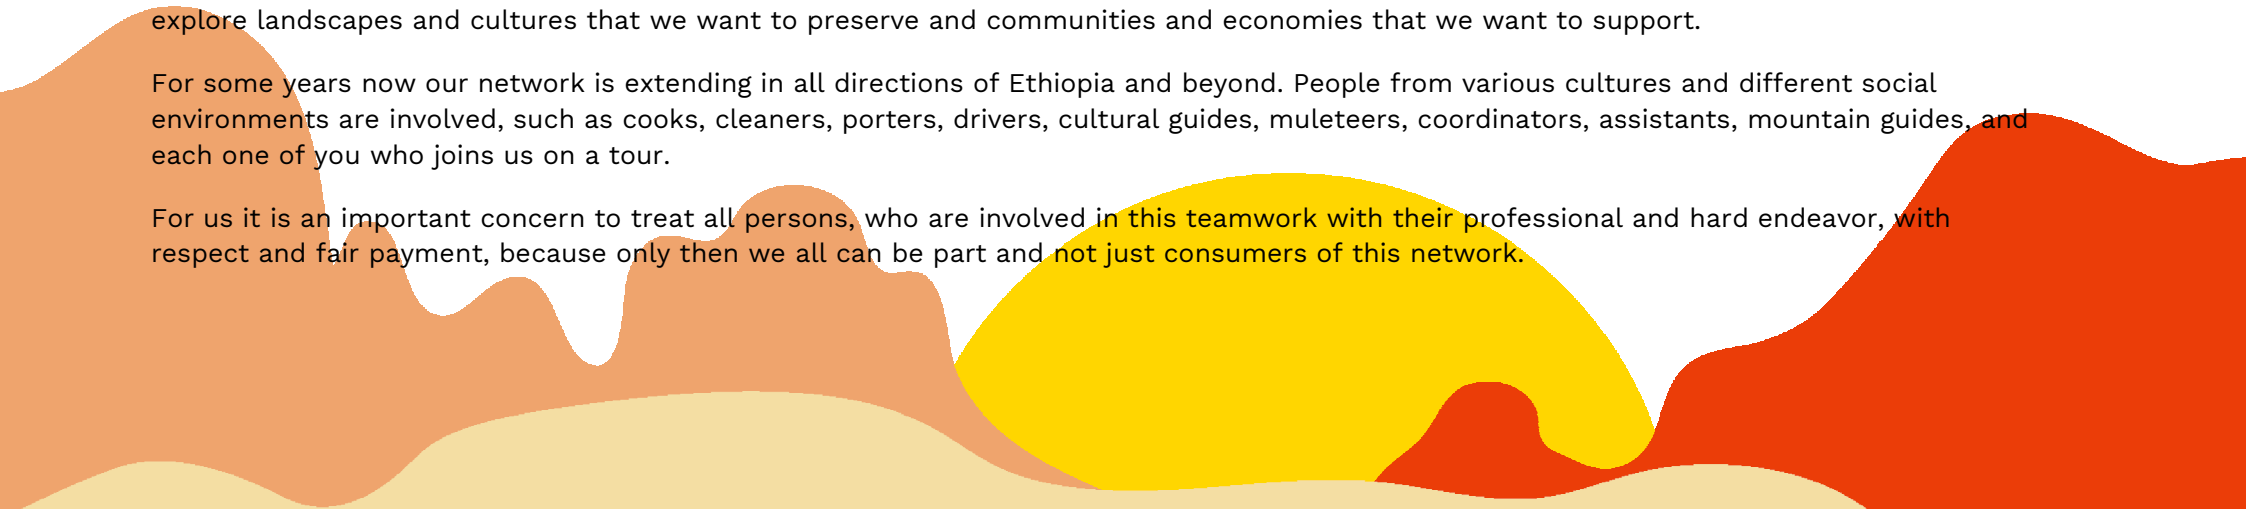 explore landscapes and cultures that we want to preserve and communities and economies that we want to support.
For some years now our network is extending in all directions of Ethiopia and beyond. People from various cultures and different social
environments are involved, such as cooks, cleaners, porters, drivers, cultural guides, muleteers, coordinators, assistants, mountain guides, and
each one of you who joins us on a tour.
For us it is an important concern to treat all persons, who are involved in this teamwork with their professional and hard endeavor, with
respect and fair payment, because only then we all can be part and not just consumers of this network.